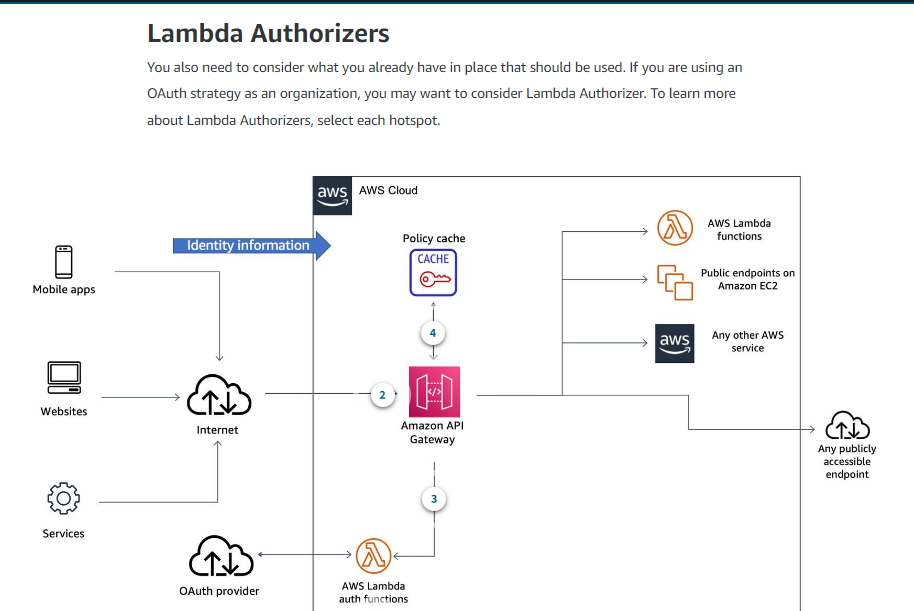 Lambda Authorizers
You also need to consider what you already have in place that should be used. If you are using an
OAuth strategy as an organization, you may want to consider Lambda Authorizer. To learn more
about Lambda Authorizers, select each hotspot.
aws
AWS Cloud
Identity information
Policy cache
CACHE
Mobile apps
4
AWS Lambda
functions
Public endpoints on
Amazon EC2
aws
Any other AWS
service
Websites
Internet
2
</>
Amazon API
Gateway
Any publicly
accessible
endpoint
Services
3
OAuth provider
AWS Lambda
auth functions